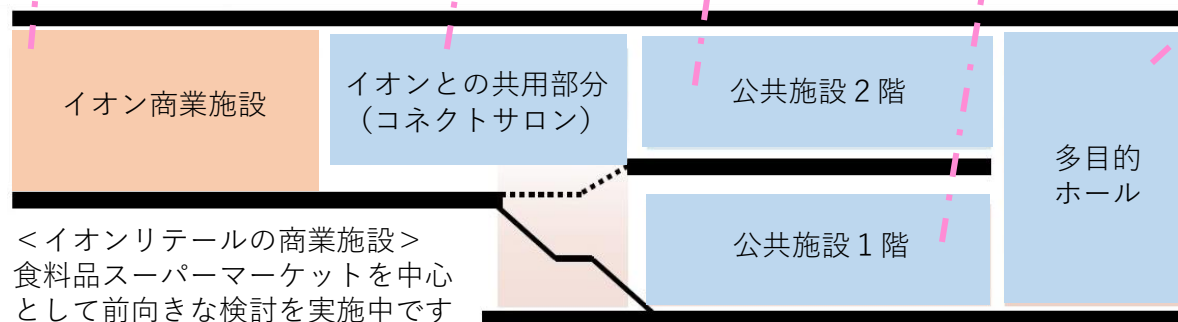 イオン商業施設
イオンとの共用部分
（コネクトサロン）
公共施設２階
多目的
ホール
公共施設１階
＜イオンリテールの商業施設＞
食料品スーパーマーケットを中心
として前向きな検討を実施中です